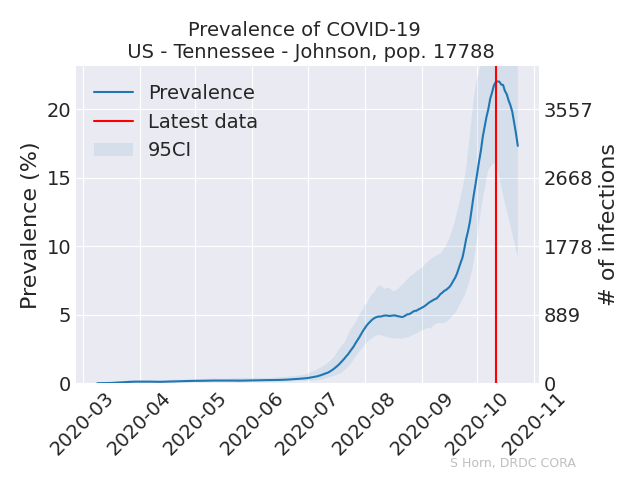 Prevalence of COVID-19
US - Tennessee - Johnson, pop. 17788
Prevalence
Latest data
95CI
Prevalence (%)
20
15
10
5
0
3557
2668
1778
889
0
# of infections
2020-03
2020-04
2020-05
2020-06
2020-07
2020-08
2020-09
2020-10
2020-11
S Horn, DRDC CORA